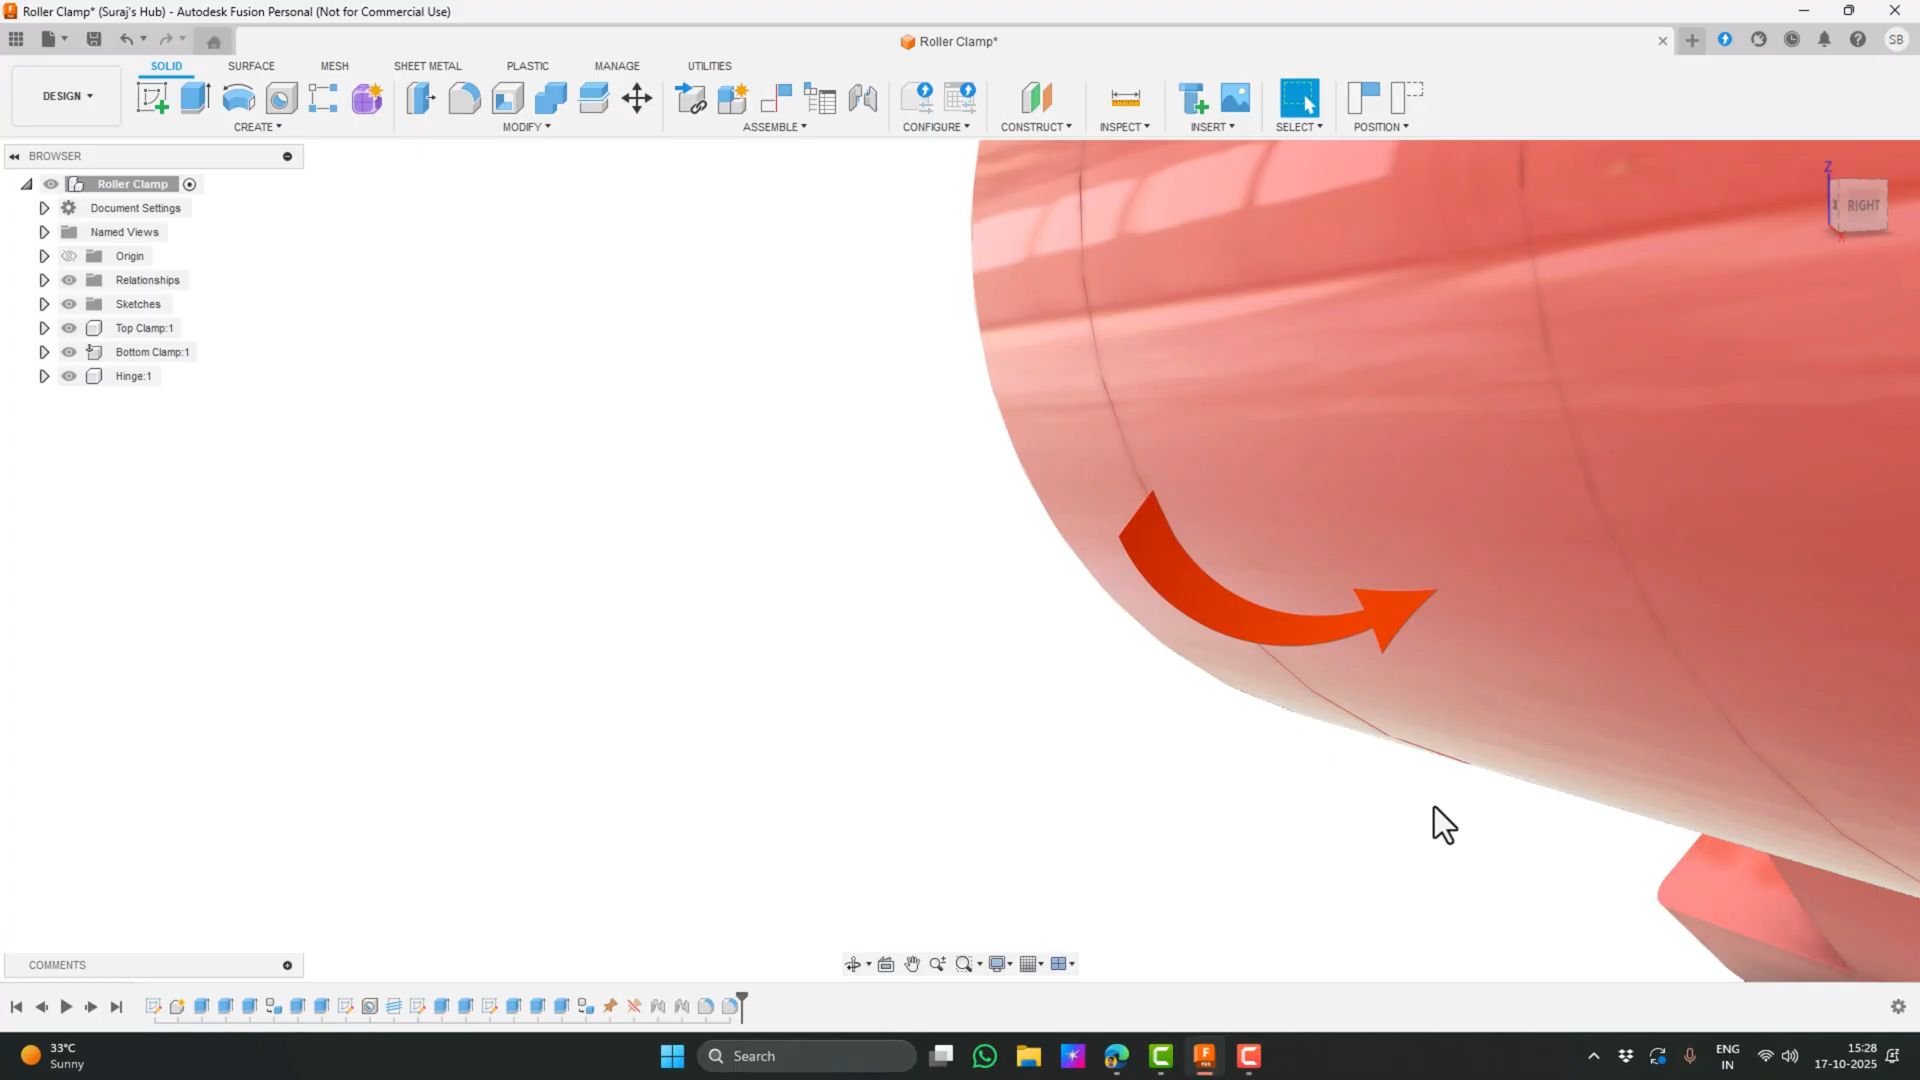 Roller Clamp* (Suraj's Hub) - Autodesk Fusion Personal (Not for Commercial Use)
Roller Clamp*
SB
SOLID
SURFACE
MESH
SHEET METAL
PLASTIC
MANAGE
UTILITIES
DESIGN
CREATE
MODIFY
ASSEMBLE
CONFIGURE
CONSTRUCT
INSPECT
INSERT
SELECT
POSITION
BROWSER
Roller Clamp
Document Settings
Named Views
Origin
Relationships
Sketches
Top Clamp:1
Bottom Clamp:1
Hinge:1
Z
RIGHT
X
COMMENTS
33°C
Sunny
Search
ENG
IN
15:28
17-10-2025